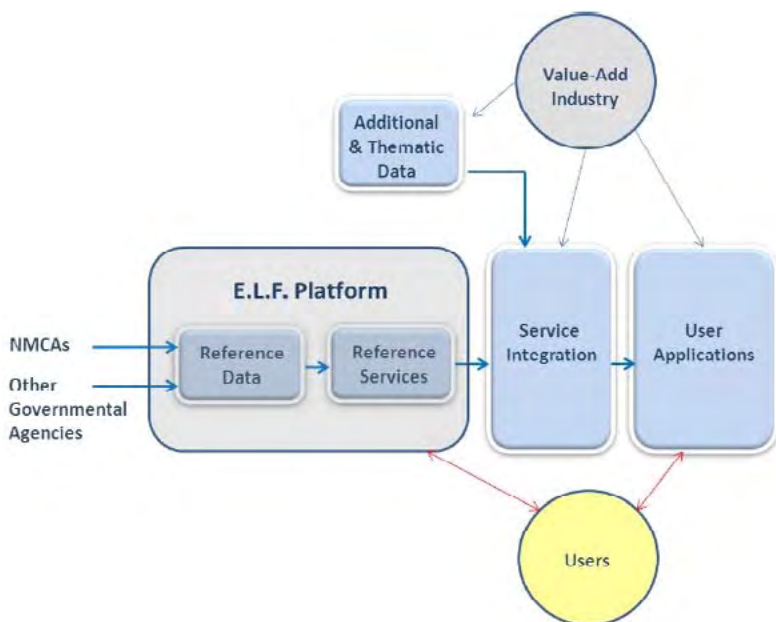 Value-Add
Industry
Additional
& Thematic
Data
E.L.F. Platform
NMCAs
Other
Governmental
Agencies
Reference
Data
Reference
Services
Service
Integration
User
Applications
Users